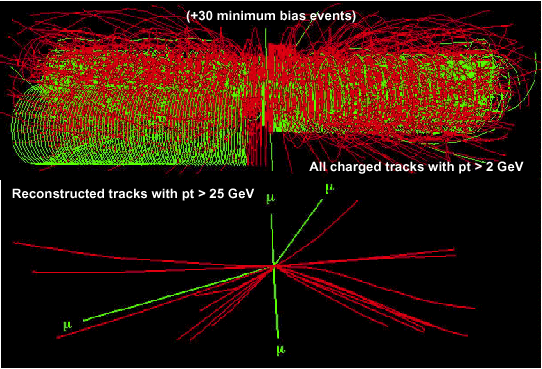 (+30 minimum bias events)
All charged tracks with pt > 2 GeV
Reconstructed tracks with pt > 25 GeV
μ
μ
μ
μ